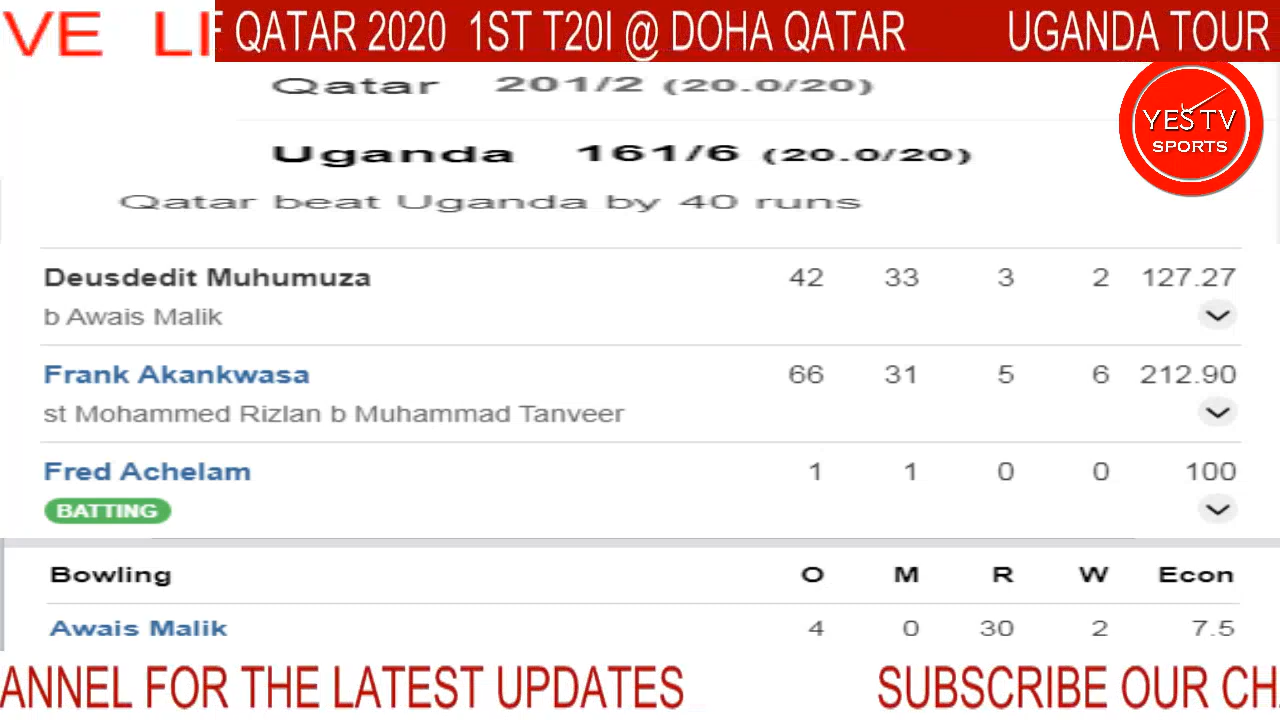 VE LI F QATAR 2020 1ST T20I @ DOHA QATAR UGANDA TOUR
Qatar 201/2 (20.0/20)
YES TV
SPORTS
Uganda 161/6 (20.0/20)
Qatar beat Uganda by 40 runs
Deusdedit Muhumuza 42 33 3 2 127.27
b Awais Malik
Frank Akankwasa 66 31 5 6 212.90
st Mohammed Rizlan b Muhammad Tanveer
Fred Achelam 1 1 0 0 100
BATTING
Bowling O M R W Econ
Awais Malik 4 0 30 2 7.5
ANNEL FOR THE LATEST UPDATES SUBSCRIBE OUR CH